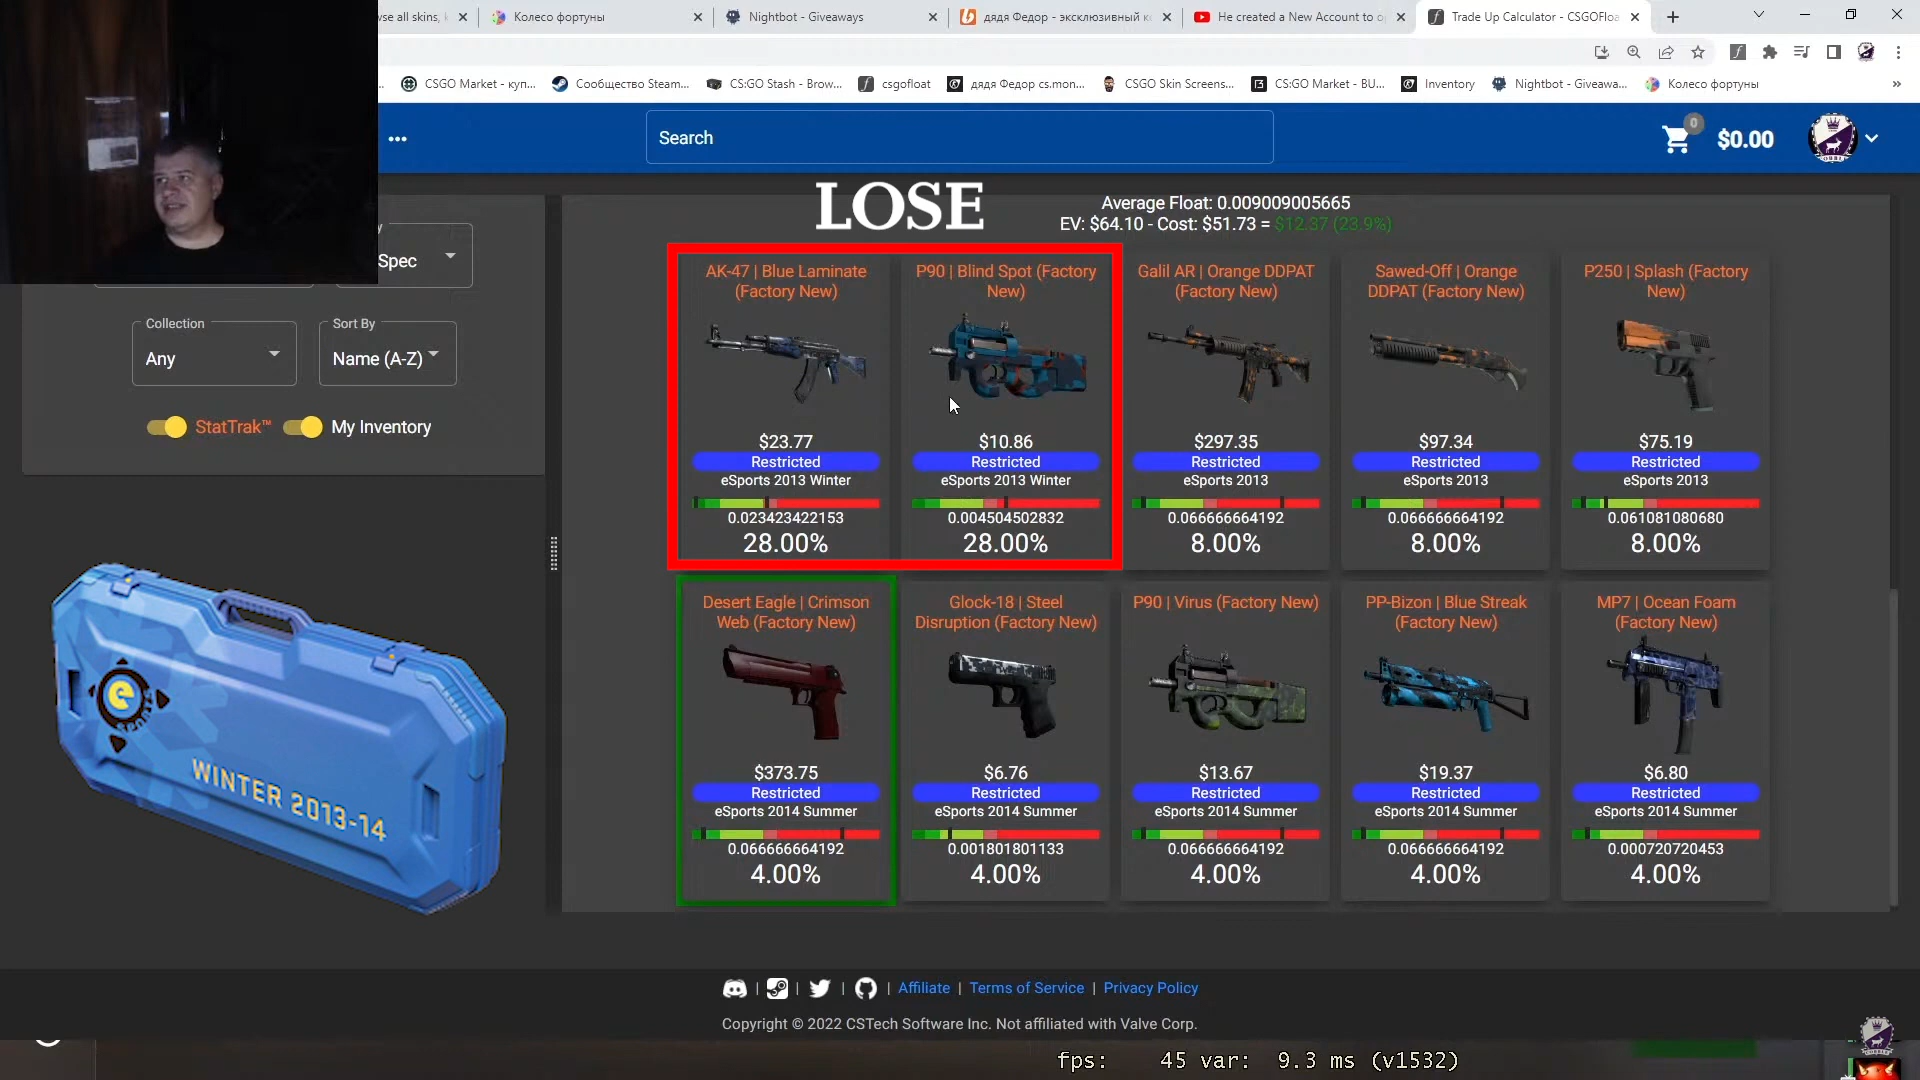 wse all skins,
Колесо фортуны
Nightbot - Giveaways
дядя Федор - эксклюзивный к
He created a New Account to o
Trade Up Calculator - CSGOFloa
CSGO Market - куп...
Сообщество Steam...
CS:GO Stash - Brow...
csgofloat
дядя Федор cs.mon...
CSGO Skin Screens...
CS:GO Market - BU...
Inventory
Nightbot - Giveawa...
Колесо фортуны
»
Search
0
$0.00
LOSE
Average Float: 0.009009005665
EV: $64.10 - Cost: $51.73 = $12.37 (23.9%)
y
Spec
Collection
Any
Sort By
Name (A-Z)
StatTrak™
My Inventory
WINTER 2013-14
AK-47 | Blue Laminate
(Factory New)
$23.77
Restricted
eSports 2013 Winter
0.023423422153
28.00%
P90 | Blind Spot (Factory
New)
$10.86
Restricted
eSports 2013 Winter
0.004504502832
28.00%
Galil AR | Orange DDPAT
(Factory New)
$297.35
Restricted
eSports 2013
0.066666664192
8.00%
Sawed-Off | Orange
DDPAT (Factory New)
$97.34
Restricted
eSports 2013
0.066666664192
8.00%
P250 | Splash (Factory
New)
$75.19
Restricted
eSports 2013
0.061081080680
8.00%
Desert Eagle | Crimson
Web (Factory New)
$373.75
Restricted
eSports 2014 Summer
0.066666664192
4.00%
Glock-18 | Steel
Disruption (Factory New)
$6.76
Restricted
eSports 2014 Summer
0.001801801133
4.00%
P90 | Virus (Factory New)
$13.67
Restricted
eSports 2014 Summer
0.066666664192
4.00%
PP-Bizon | Blue Streak
(Factory New)
$19.37
Restricted
eSports 2014 Summer
0.066666664192
4.00%
MP7 | Ocean Foam
(Factory New)
$6.80
Restricted
eSports 2014 Summer
0.000720720453
4.00%
| | | | Affiliate | Terms of Service | Privacy Policy
Copyright © 2022 CSTech Software Inc. Not affiliated with Valve Corp.
fps: 45 var: 9.3 ms (v1532)